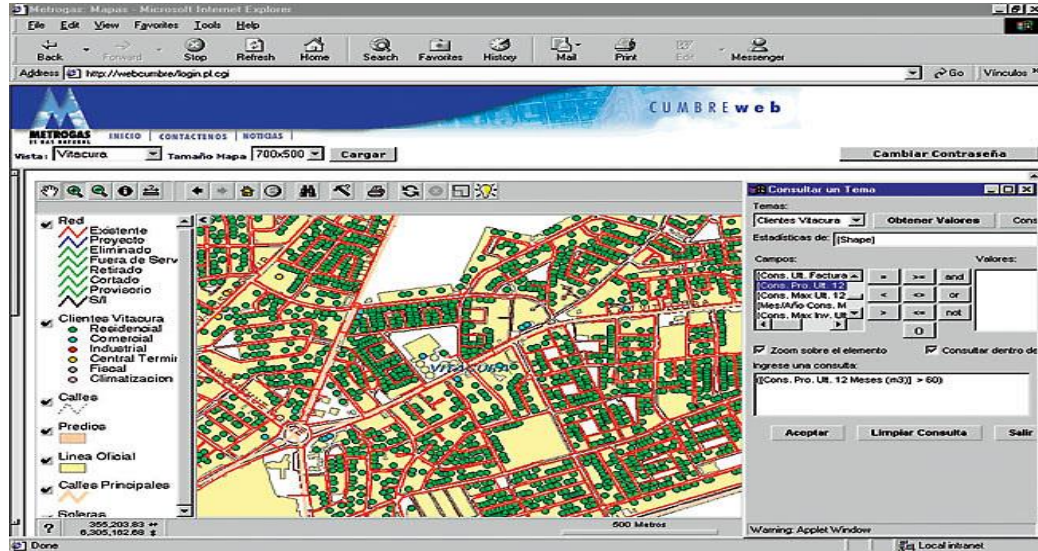 Metrogas: Mapas - Microsoft Internet Explorer
File Edit View Favorites Tools Help
Back Forward Stop Refresh Home Search Favorites History Mail Print Edit Messenger
Address http://webcumbre/login.pl.cgi Go Vínculos
CUMBRE web
METROGAS INICIO | CONTACTENOS | NOTICIAS |
Vista: Vitacura Tamaño Mapa 700x500 Cargar Cambiar Contraseña
Red
Existente
Proyecto
Eliminado
Fuera de Serv
Retirado
Cortado
Provisorio
S/I
Clientes Vitacura
Residencial
Comercial
Industrial
Central Termi
Fiscal
Climatizacion
Calles
Predios
Linea Oficial
Calles Principales
Soleras
VITACURA
355,203.83
6,305,162.68
500 Metros
Consultar un Tema
Temas:
Clientes Vitacura Obtener Valores Cons
Estadísticas de: [Shape]
Campos: Valores:
[Cons. Ult. Factura
[Cons. Pro. Ult. 12
[Cons. Max Ult. 12
[Mes/Año Cons. M
[Cons. Max Inv. Ult
= >= and
< <> or
> <= not
()
Zoom sobre el elemento Consultar dentro de
Ingrese una consulta:
([Cons. Pro. Ult. 12 Meses (m3)] > 60)
Aceptar Limpiar Consulta Salir
Warning: Applet Window
Done Local intranet